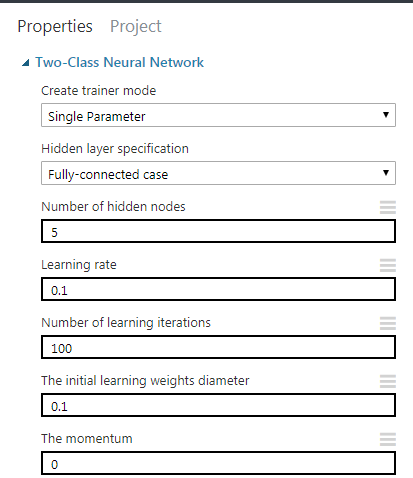 Properties Project
Two-Class Neural Network
Create trainer mode
Single Parameter
Hidden layer specification
Fully-connected case
Number of hidden nodes
5
Learning rate
0.1
Number of learning iterations
100
The initial learning weights diameter
0.1
The momentum
0